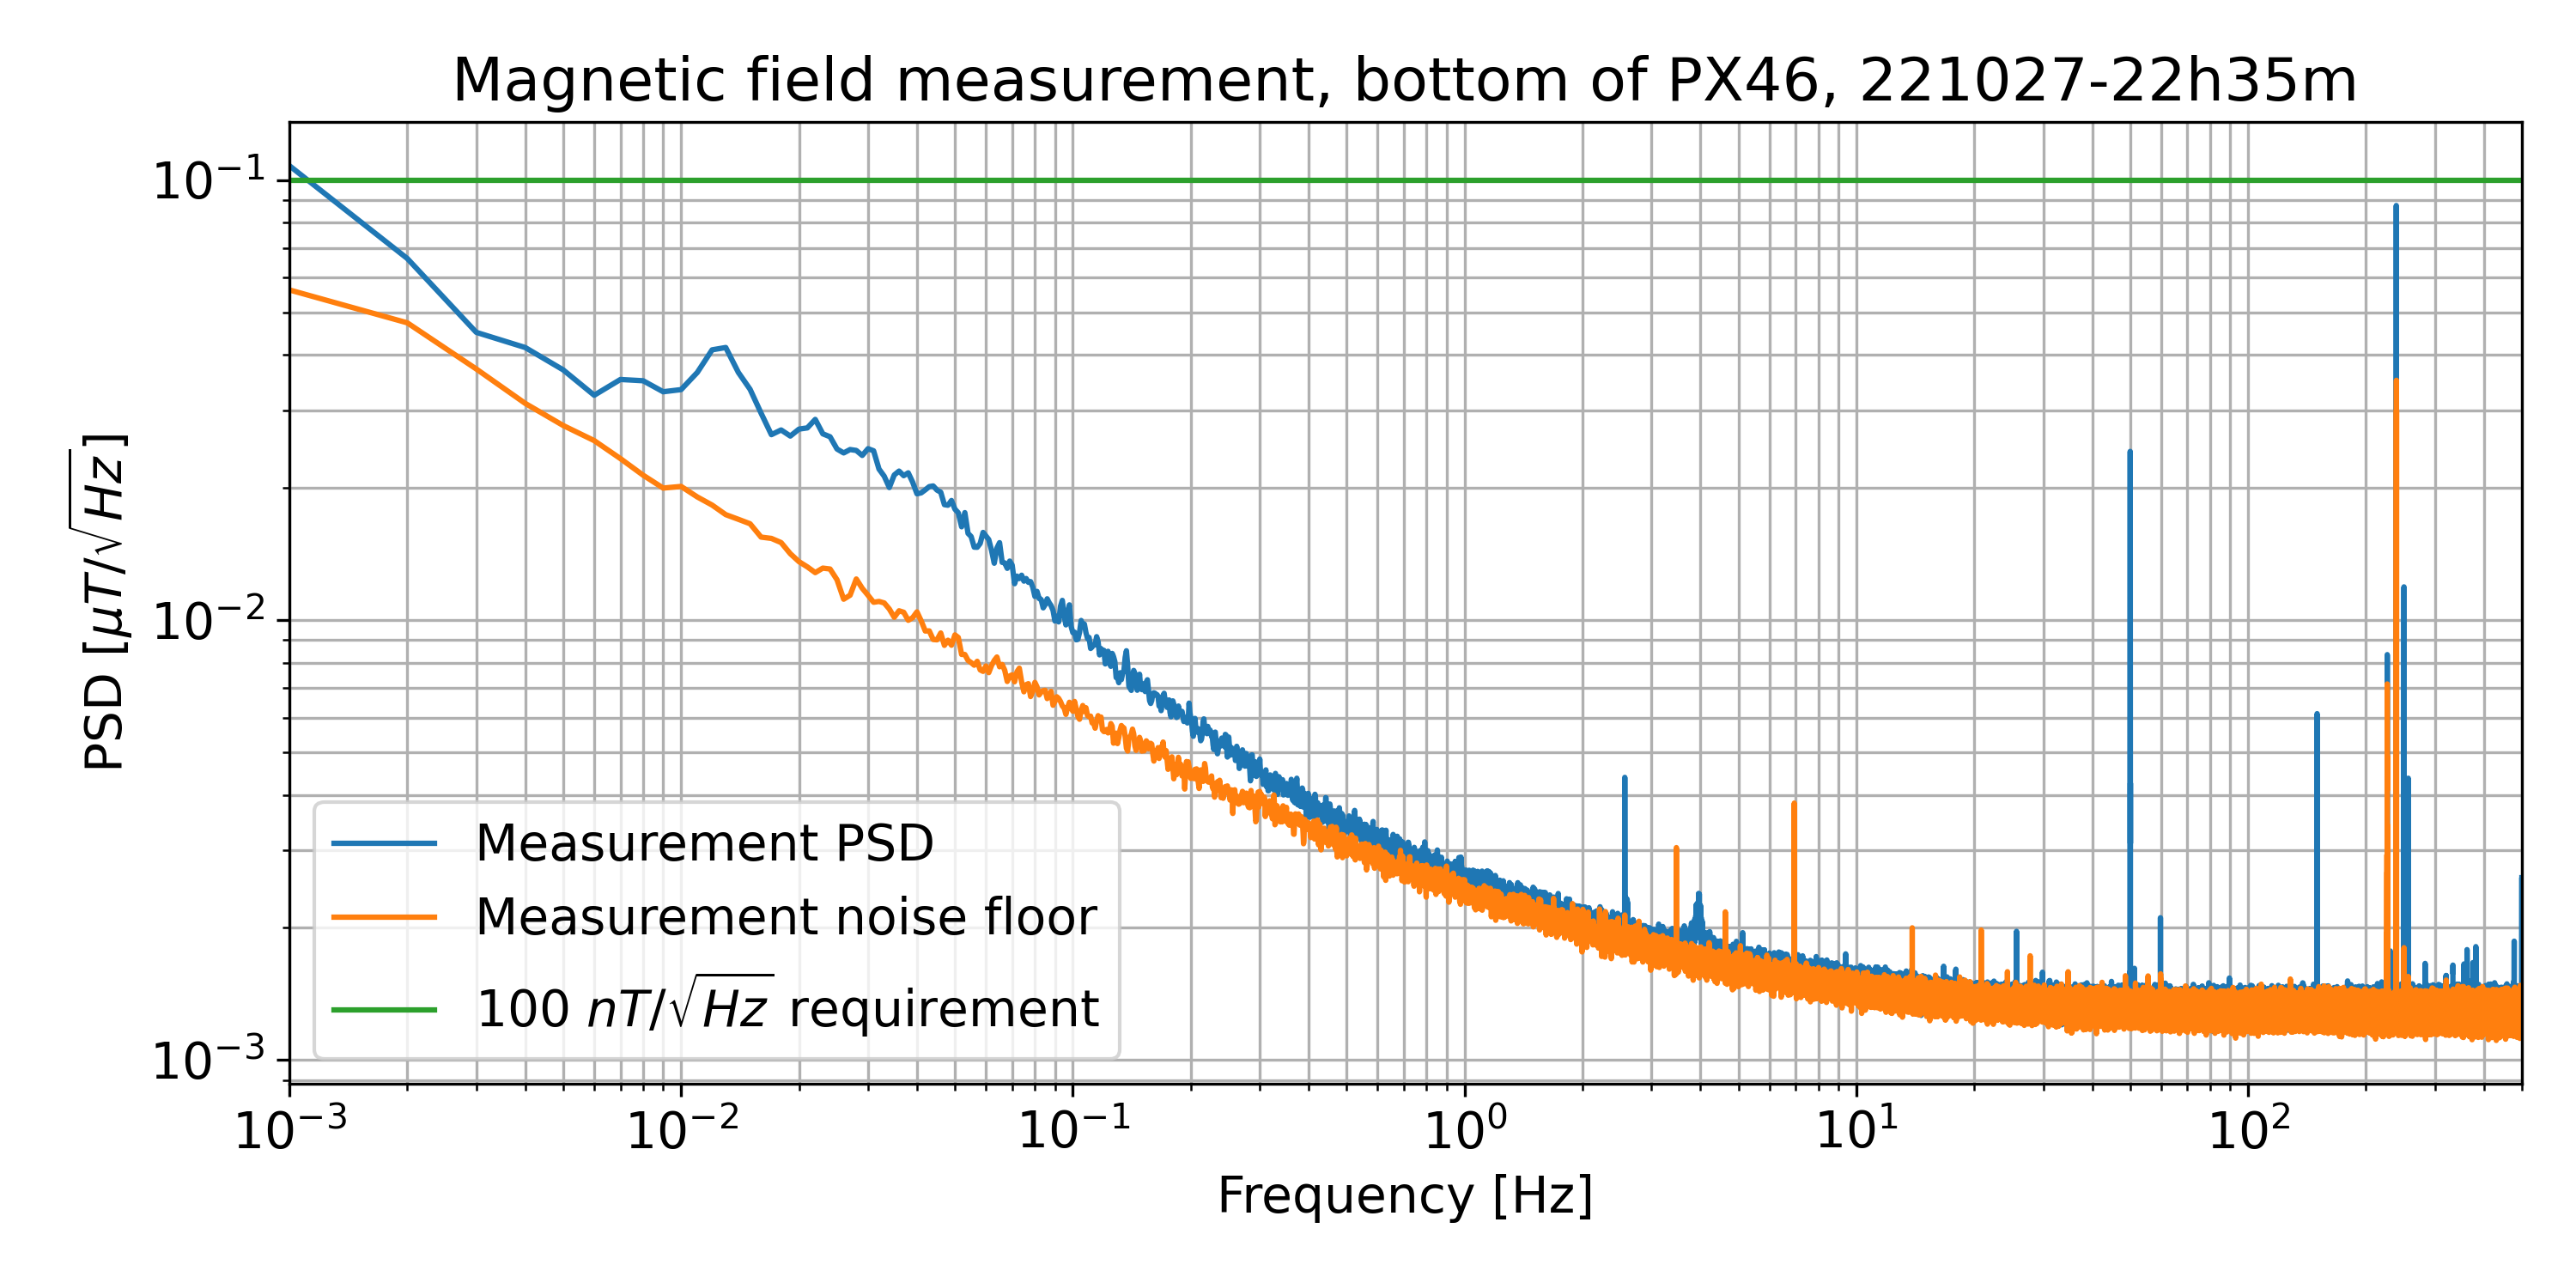 Magnetic field measurement, bottom of PX46, 221027-22h35m
PSD [μT/√Hz]
10⁻¹
10⁻²
10⁻³
Measurement PSD
Measurement noise floor
100 nT/√Hz requirement
10⁻³ 10⁻² 10⁻¹ 10⁰ 10¹ 10²
Frequency [Hz]